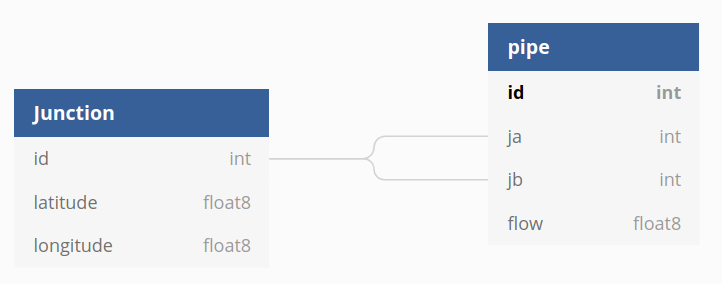 Junction
id int
latitude float8
longitude float8
pipe
id int
ja int
jb int
flow float8